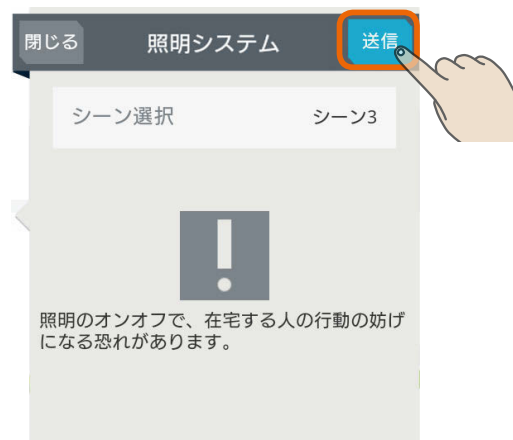 閉じる 照明システム 送信
シーン選択 シーン3
照明のオンオフで、在宅する人の行動の妨げ
になる恐れがあります。